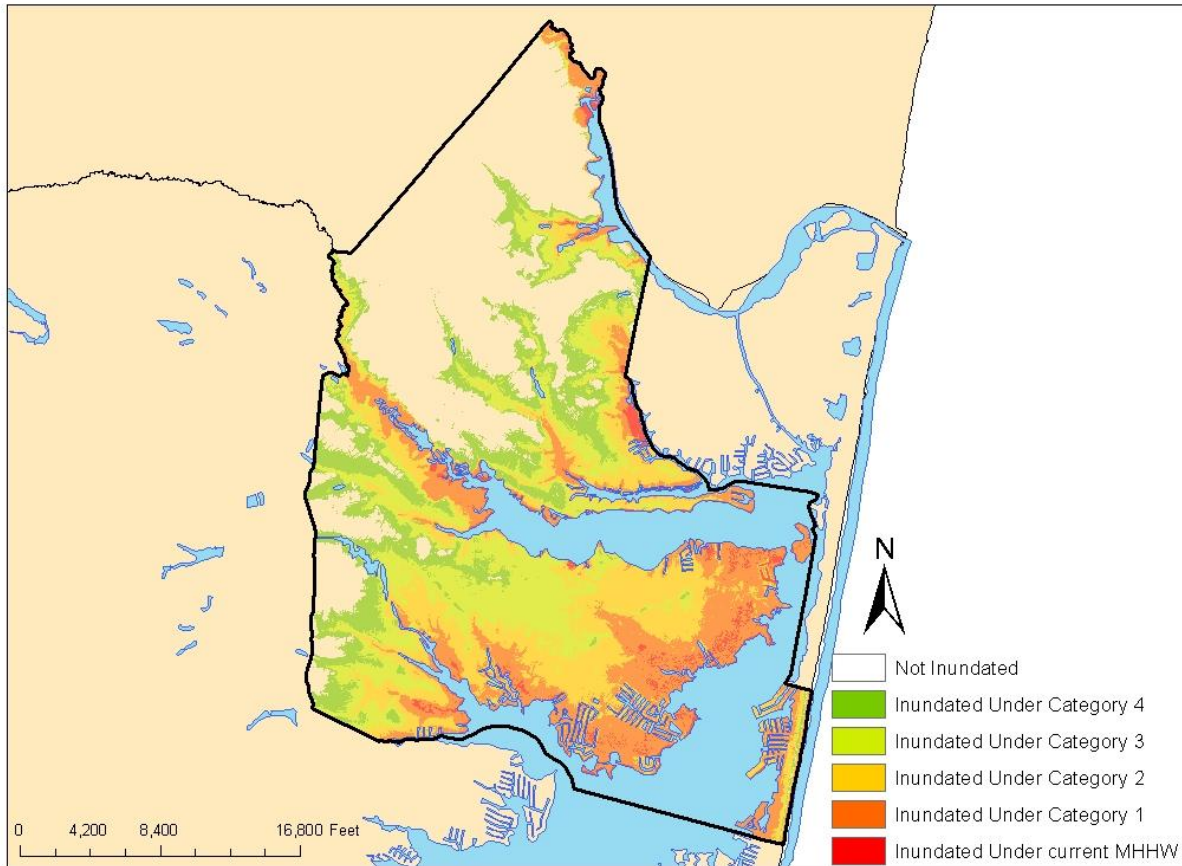 N
Not Inundated
Inundated Under Category 4
Inundated Under Category 3
Inundated Under Category 2
Inundated Under Category 1
Inundated Under current MHHW
0 4,200 8,400 16,800 Feet